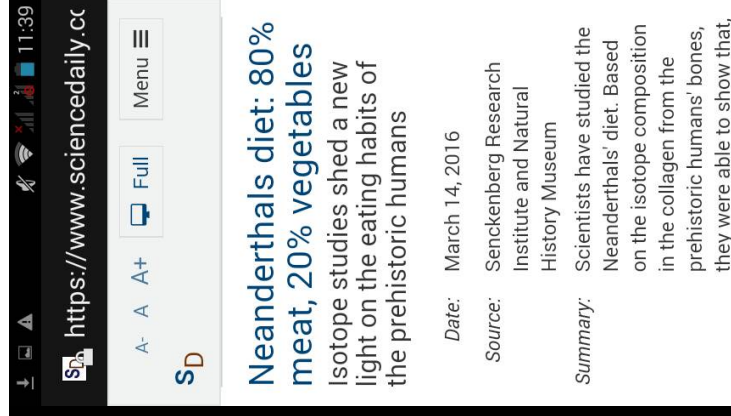 11:39
https://www.sciencedaily.cc
A- A A+ Full Menu
SD
Neanderthals diet: 80%
meat, 20% vegetables
Isotope studies shed a new
light on the eating habits of
the prehistoric humans
Date: March 14, 2016
Source: Senckenberg Research
Institute and Natural
History Museum
Summary: Scientists have studied the
Neanderthals' diet. Based
on the isotope composition
in the collagen from the
prehistoric humans' bones,
they were able to show that,